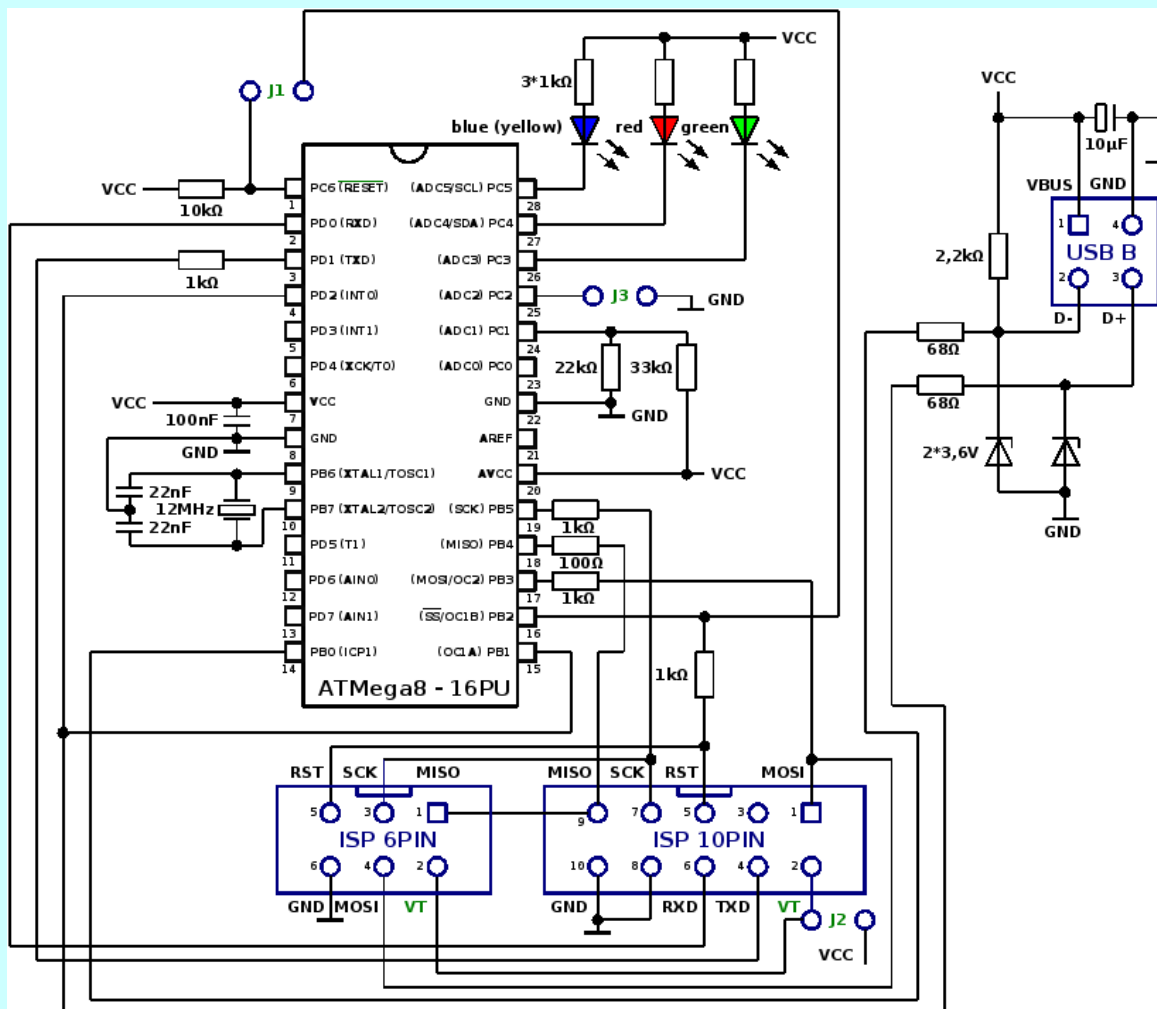 VCC
J1
3*1kΩ
blue (yellow) red green
VCC
10µF
VBUS GND
1 4
USB B
2 3
D- D+
2,2kΩ
68Ω
68Ω
2*3,6V
GND
VCC
10kΩ
1kΩ
PC6 (RESET) (ADC5/SCL) PC5
1 28
PD0 (RXD) (ADC4/SDA) PC4
2 27
PD1 (TXD) (ADC3) PC3
3 26
PD2 (INT0) (ADC2) PC2
4 25
J3 GND
PD3 (INT1) (ADC1) PC1
5 24
22kΩ 33kΩ
PD4 (XCK/T0) (ADC0) PC0
6 23
VCC
VCC GND
GND
7 22
100nF
GND AREF
8 21
GND
PB6 (XTAL1/TOSC1) AVCC
VCC
9 20
22nF
12MHz
22nF
PB7 (XTAL2/TOSC2) (SCK) PB5
10 19
1kΩ
PD5 (T1) (MISO) PB4
11 18
100Ω
PD6 (AIN0) (MOSI/OC2) PB3
12 17
1kΩ
PD7 (AIN1) (SS/OC1B) PB2
13 16
PB0 (ICP1) (OC1A) PB1
14 15
1kΩ
ATMega8 - 16PU
RST SCK MISO
5 3 1
ISP 6PIN
6 4 2
GND MOSI VT
MISO SCK RST MOSI
9 7 5 3 1
ISP 10PIN
10 8 6 4 2
GND RXD TXD VT
J2
VCC